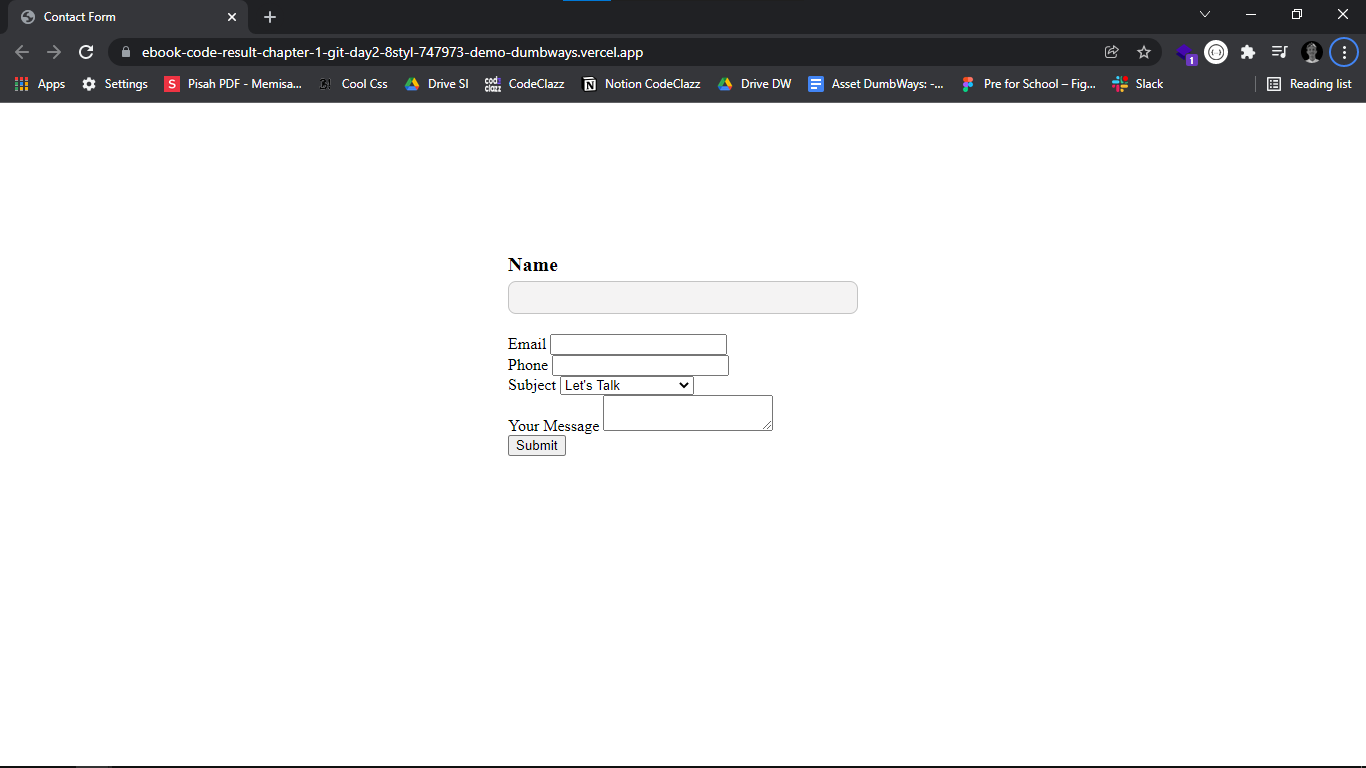 Contact Form
ebook-code-result-chapter-1-git-day2-8styl-747973-demo-dumbways.vercel.app
1
Apps Settings S Pisah PDF - Memisa... Cool Css Drive SI CodeClazz Notion CodeClazz Drive DW Asset DumbWays: -... Pre for School – Fig... Slack Reading list
Name
Email
Phone
Subject Let's Talk
Your Message
Submit